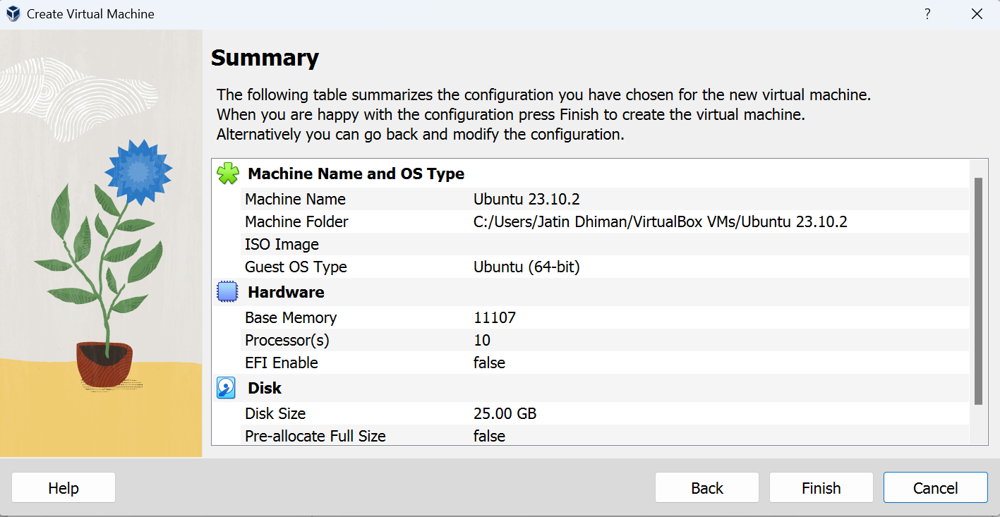 Create Virtual Machine
?
Summary
The following table summarizes the configuration you have chosen for the new virtual machine.
When you are happy with the configuration press Finish to create the virtual machine.
Alternatively you can go back and modify the configuration.
Machine Name and OS Type
Machine Name Ubuntu 23.10.2
Machine Folder C:/Users/Jatin Dhiman/VirtualBox VMs/Ubuntu 23.10.2
ISO Image
Guest OS Type Ubuntu (64-bit)
Hardware
Base Memory 11107
Processor(s) 10
EFI Enable false
Disk
Disk Size 25.00 GB
Pre-allocate Full Size false
Help Back Finish Cancel